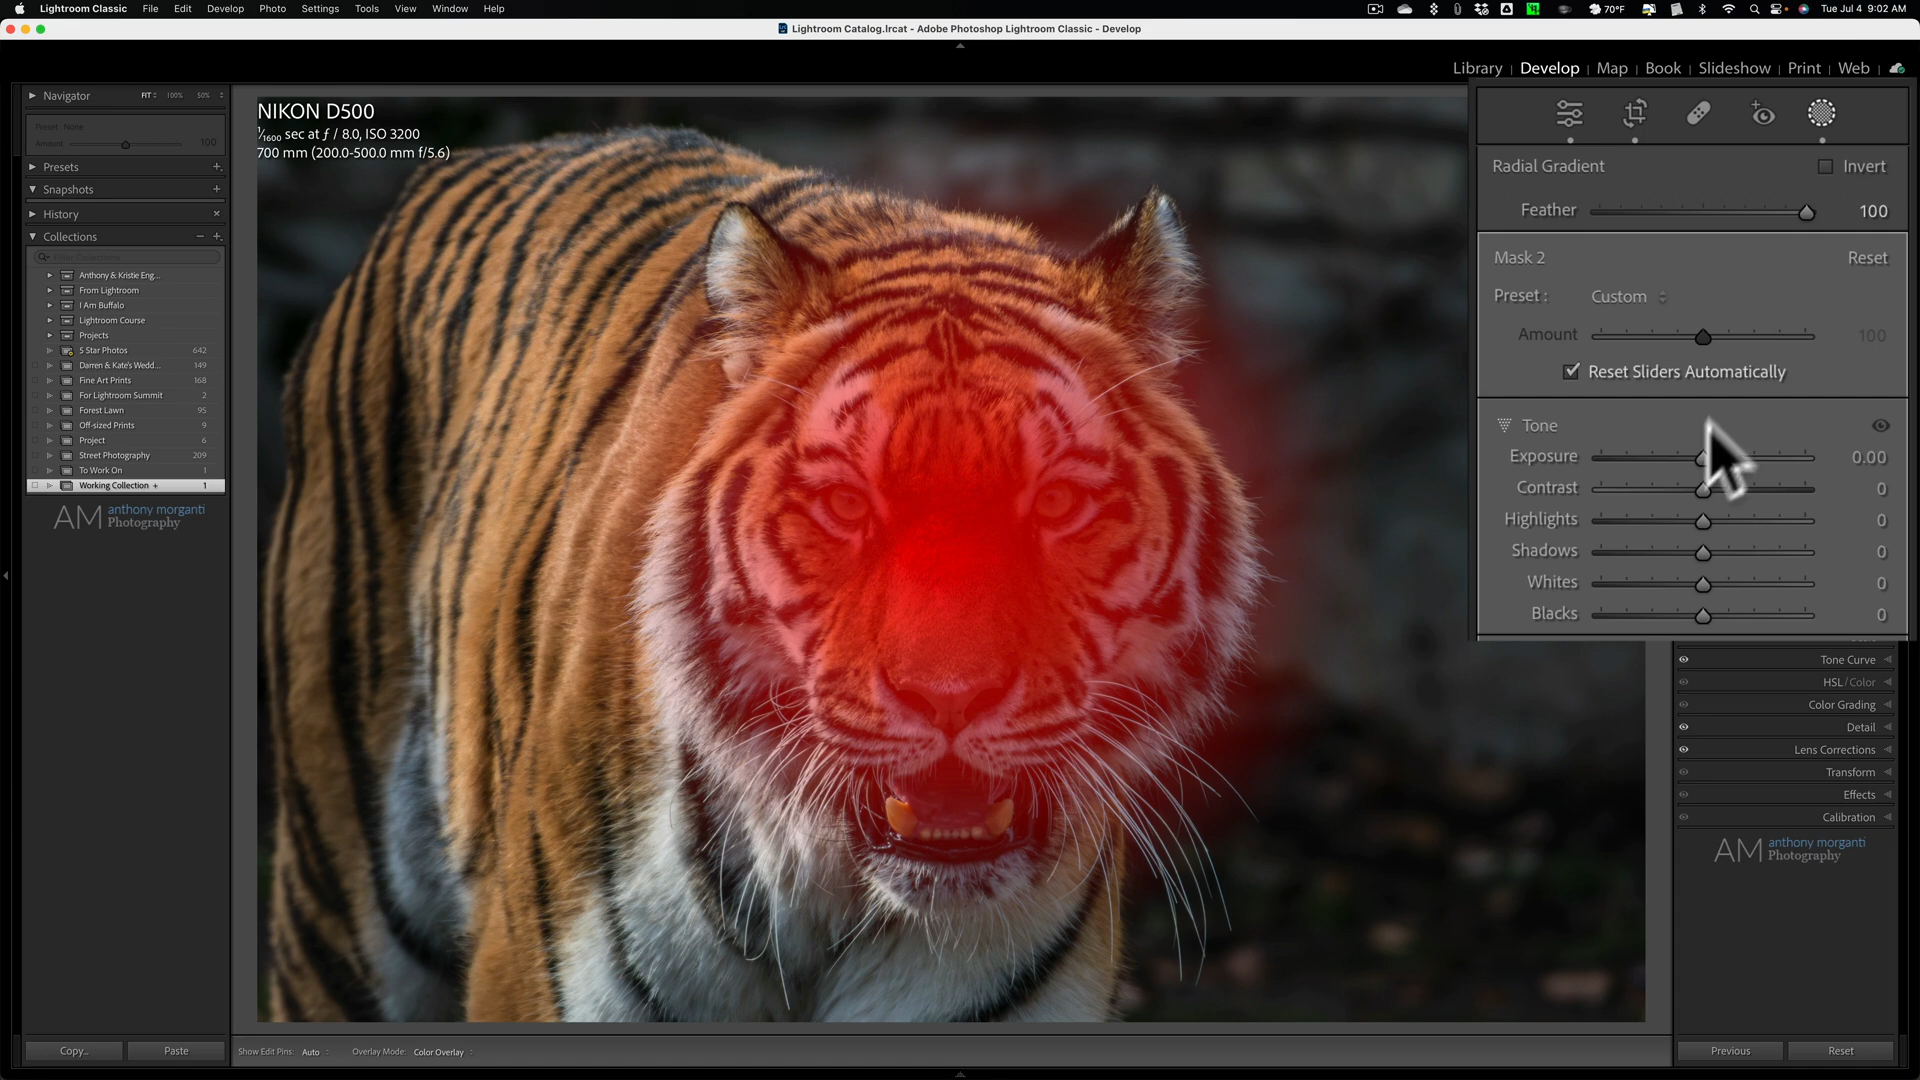 Lightroom Classic File Edit Develop Photo Settings Tools View Window Help
70°F Tue Jul 4 9:02 AM
Lightroom Catalog.lrcat - Adobe Photoshop Lightroom Classic - Develop
Library | Develop | Map | Book | Slideshow | Print | Web
Navigator FIT 100% 50%
Preset: None
Amount 100
Presets
Snapshots
History
Collections
Filter Collections
Anthony & Kristie Eng...
From Lightroom
I Am Buffalo
Lightroom Course
Projects
5 Star Photos 642
Darren & Kate's Wedd... 149
Fine Art Prints 168
For Lightroom Summit 2
Forest Lawn 95
Off-sized Prints 9
Project 6
Street Photography 209
To Work On 1
Working Collection + 1
AM anthony morganti
Photography
NIKON D500
1/1600 sec at ƒ / 8.0, ISO 3200
700 mm (200.0-500.0 mm f/5.6)
Radial Gradient Invert
Feather 100
Mask 2 Reset
Preset : Custom
Amount 100
Reset Sliders Automatically
Tone
Exposure 0.00
Contrast 0
Highlights 0
Shadows 0
Whites 0
Blacks 0
Tone Curve
HSL / Color
Color Grading
Detail
Lens Corrections
Transform
Effects
Calibration
AM anthony morganti
Photography
Copy... Paste
Show Edit Pins: Auto Overlay Mode: Color Overlay
Previous Reset